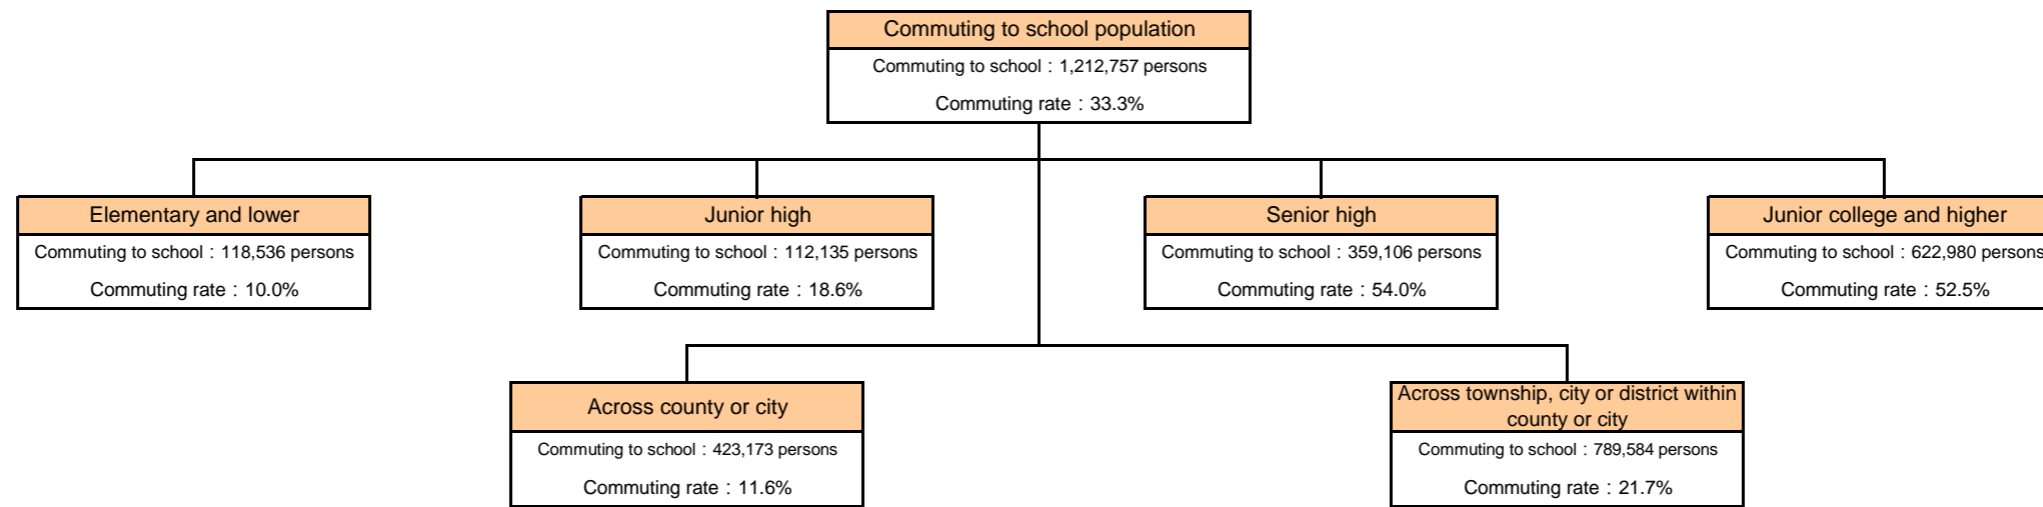 Commuting to school population
Commuting to school：1,212,757 persons
Commuting rate：33.3%
Elementary and lower
Commuting to school：118,536 persons
Commuting rate：10.0%
Junior high
Commuting to school：112,135 persons
Commuting rate：18.6%
Senior high
Commuting to school：359,106 persons
Commuting rate：54.0%
Junior college and higher
Commuting to school：622,980 persons
Commuting rate：52.5%
Across county or city
Commuting to school：423,173 persons
Commuting rate：11.6%
Across township, city or district within
county or city
Commuting to school：789,584 persons
Commuting rate：21.7%